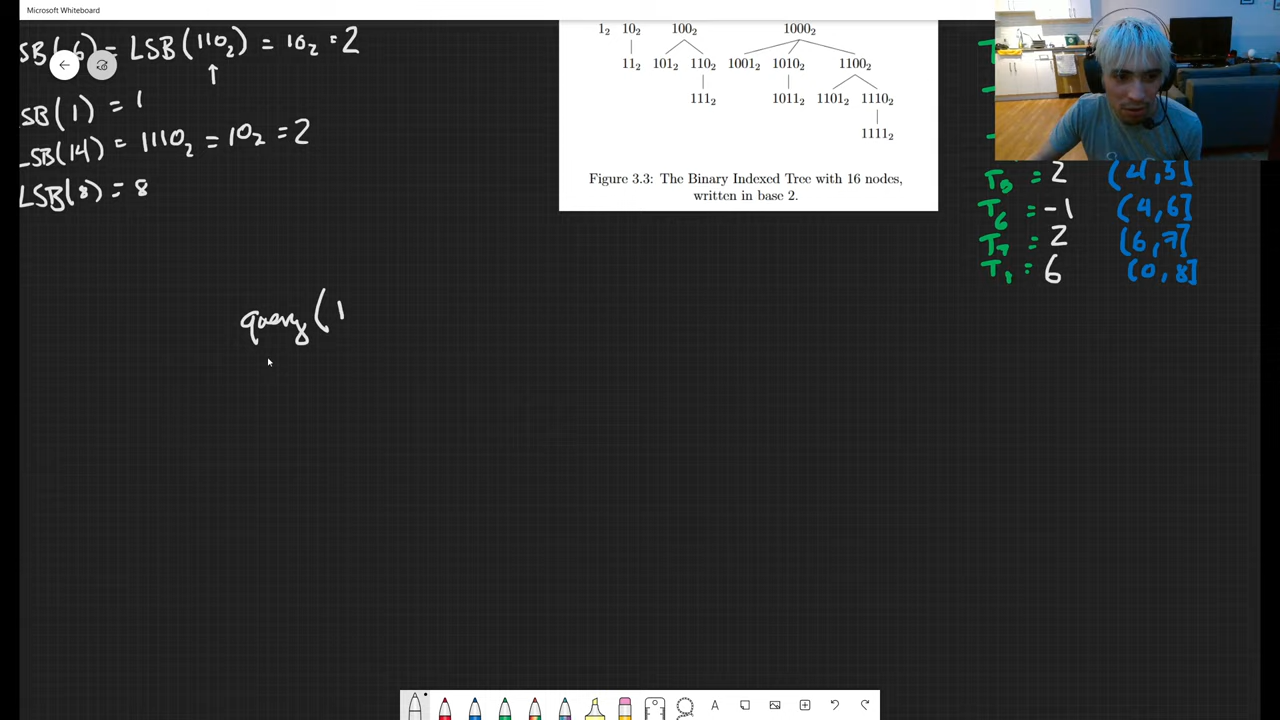 Microsoft Whiteboard
SB(6) = LSB(110₂) = 10₂ = 2
↑
SB(1) = 1
LSB(14) = 1110₂ = 10₂ = 2
LSB(8) = 8
1₂ 10₂ 100₂ 1000₂
11₂ 101₂ 110₂ 1001₂ 1010₂ 1100₂
111₂ 1011₂ 1101₂ 1110₂
1111₂
Figure 3.3: The Binary Indexed Tree with 16 nodes,
written in base 2.
T₅ = 2 (4,5]
T₆ = -1 (4,6]
T₇ = 2 (6,7]
= 6 (0,8]
query(1
A